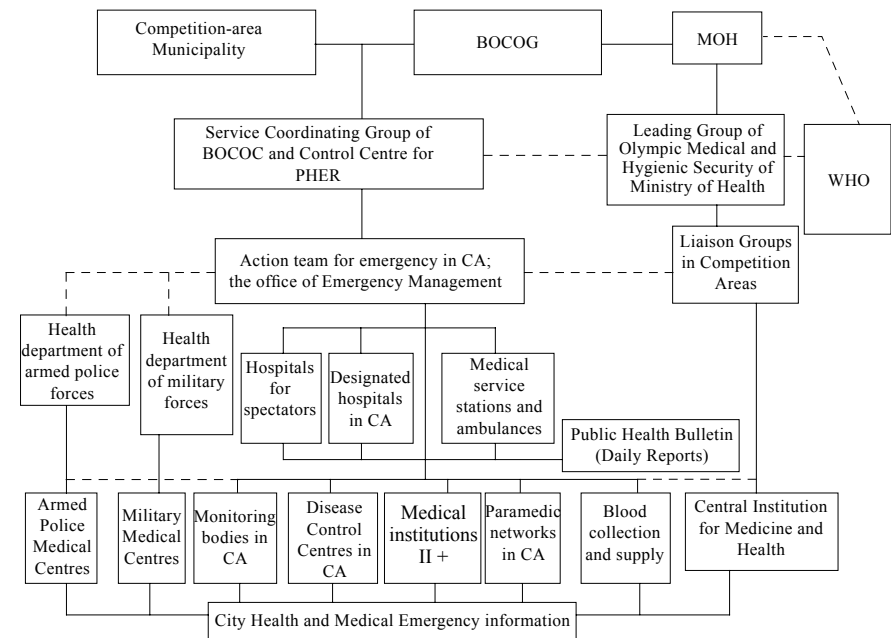 Competition-area
Municipality
BOCOG
MOH
Service Coordinating Group of
BOCOC and Control Centre for
PHER
Leading Group of
Olympic Medical and
Hygienic Security of
Ministry of Health
WHO
Action team for emergency in CA;
the office of Emergency Management
Liaison Groups
in Competition
Areas
Health
department of
armed police
forces
Health
department
of military
forces
Hospitals
for
spectators
Designated
hospitals
in CA
Medical
service
stations and
ambulances
Public Health Bulletin
(Daily Reports)
Armed
Police
Medical
Centres
Military
Medical
Centres
Monitoring
bodies in
CA
Disease
Control
Centres in
CA
Medical
institutions
II +
Paramedic
networks
in CA
Blood
collection
and supply
Central Institution
for Medicine and
Health
City Health and Medical Emergency information